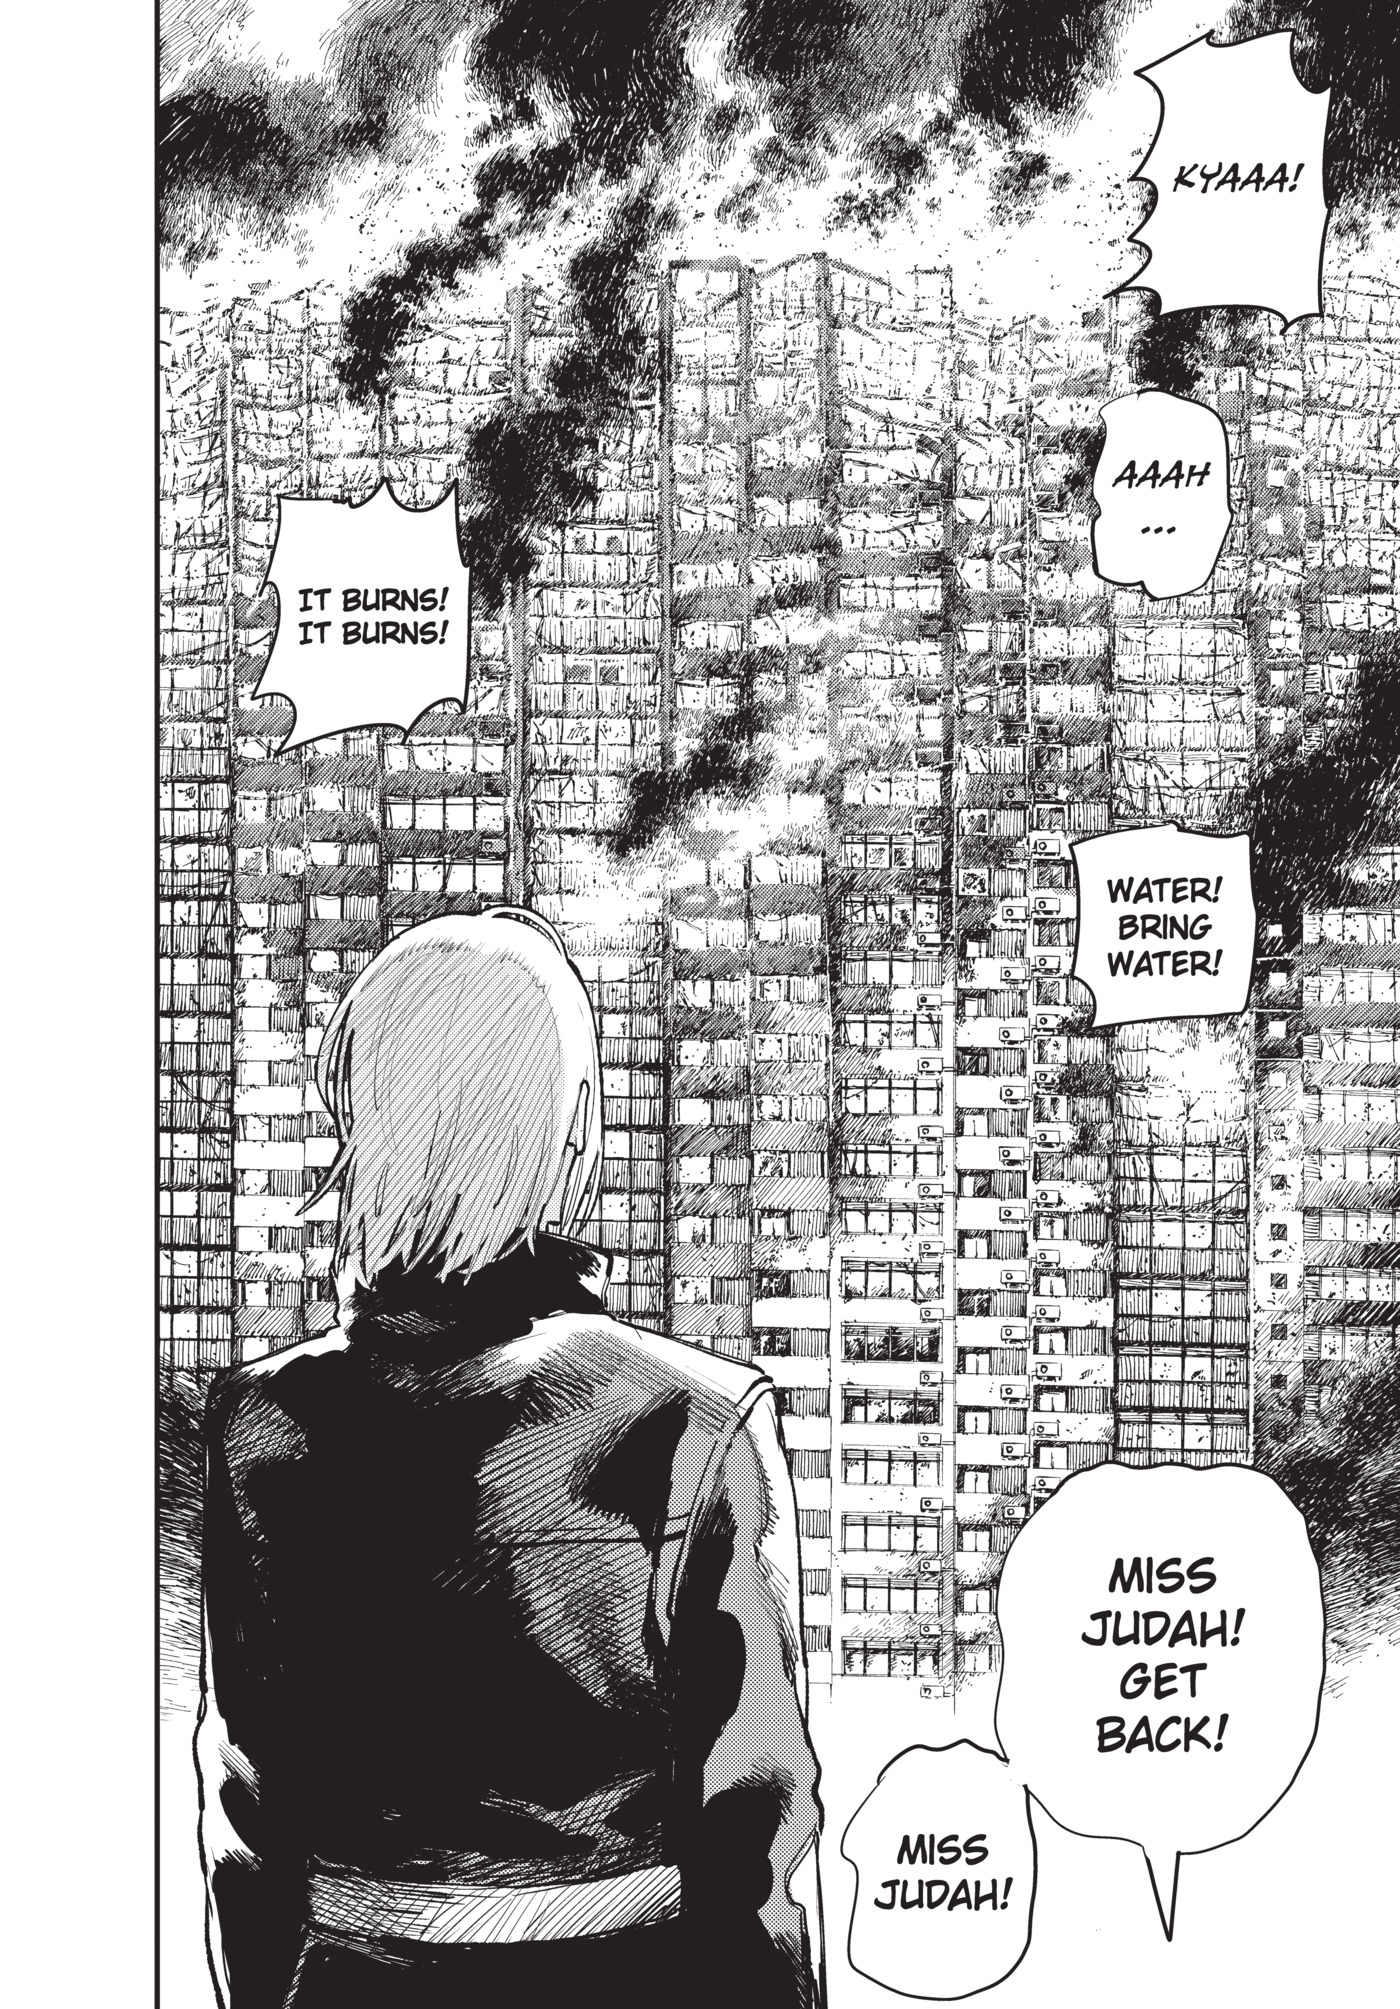 KYAAA!
AAAH
...
IT BURNS!
IT BURNS!
WATER!
BRING
WATER!
MISS
JUDAH!
GET
BACK!
MISS
JUDAH!